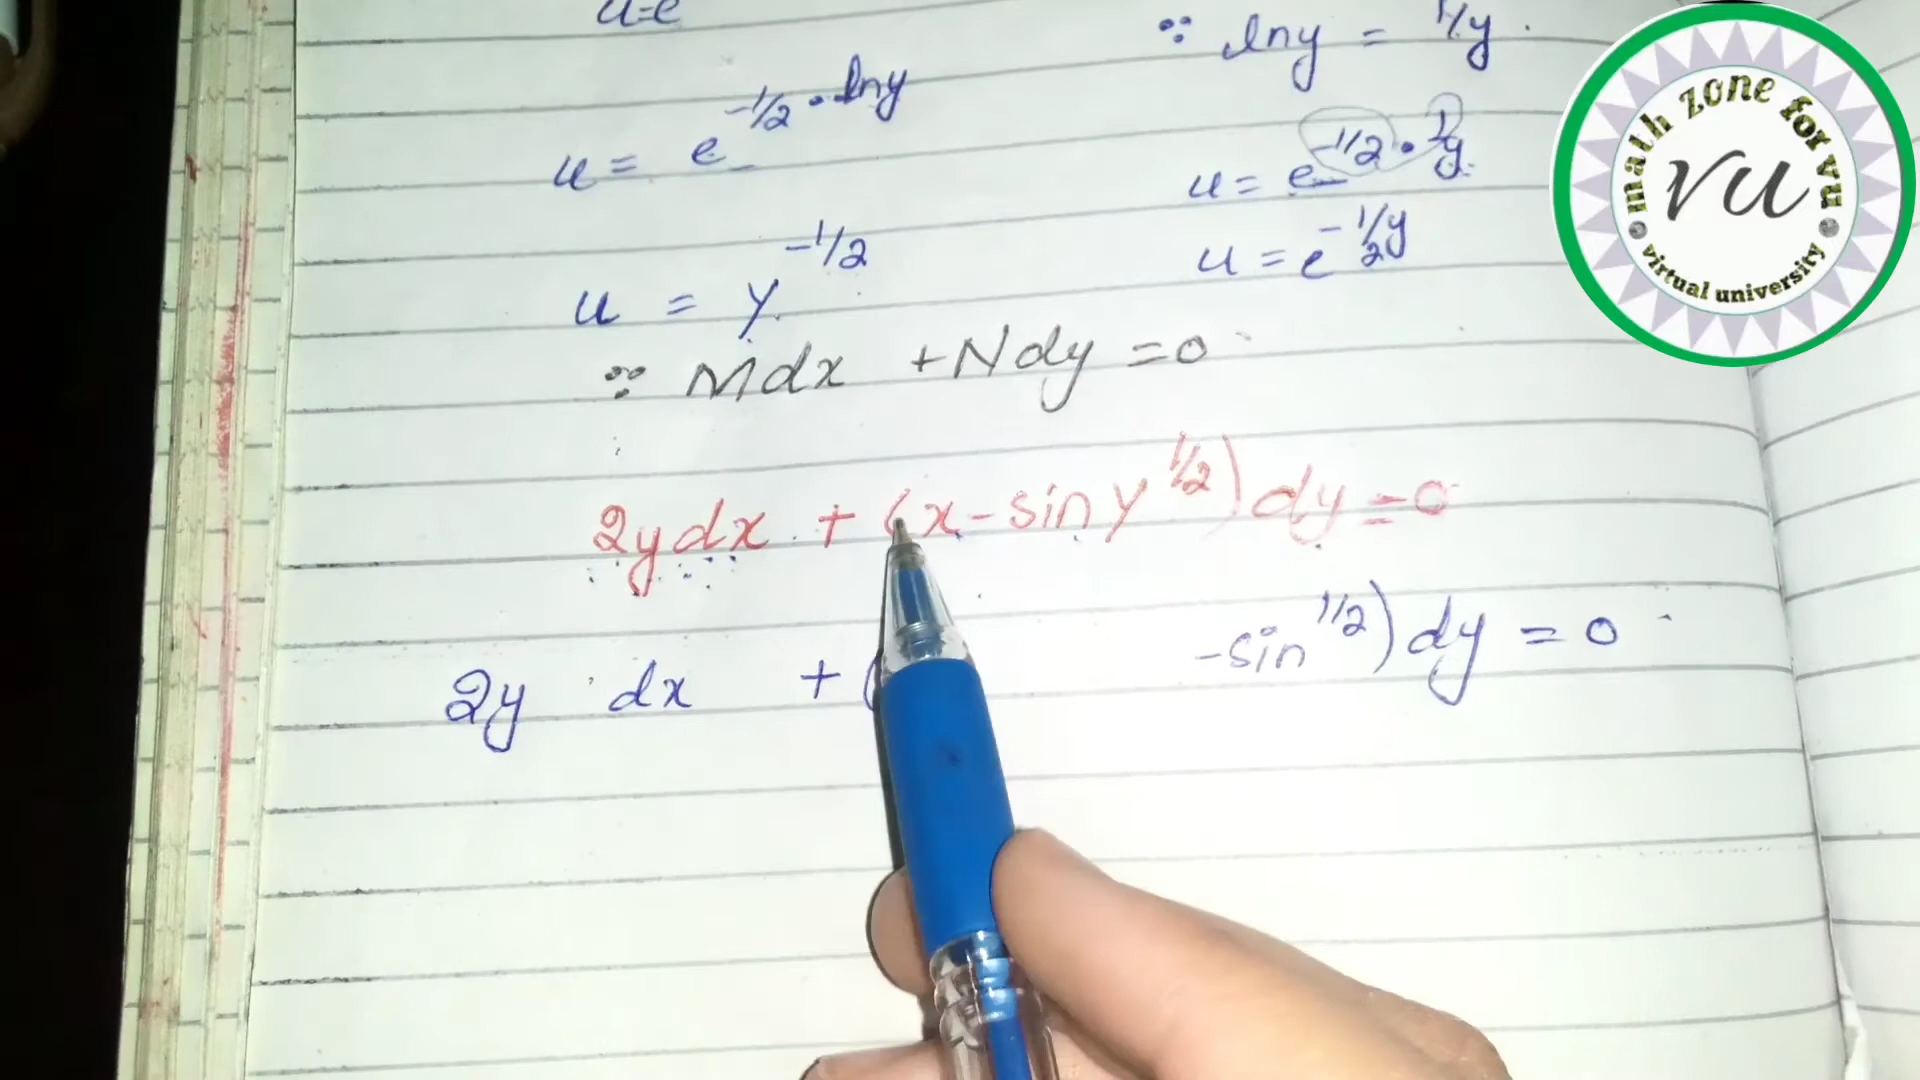 u=e
∵ lny = 1/y.
u = e^-1/2 · lny
u = e^-1/2 · 1/y
u = y^-1/2
u = e^-1/2y
∵ Mdx + Ndy = 0
2ydx + (x - sin y^1/2) dy = 0
2y dx + ( -sin^1/2) dy = 0
math zone for vu
vu
virtual university